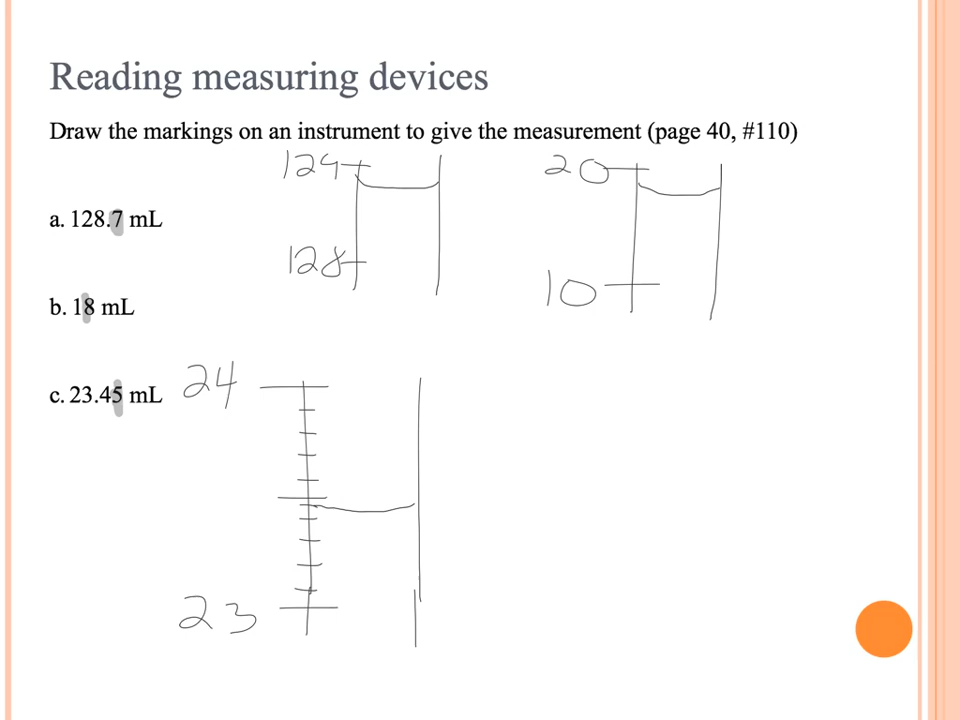 Reading measuring devices
Draw the markings on an instrument to give the measurement (page 40, #110)
129
20
a. 128.7 mL
128
10
b. 18 mL
24
c. 23.45 mL
23